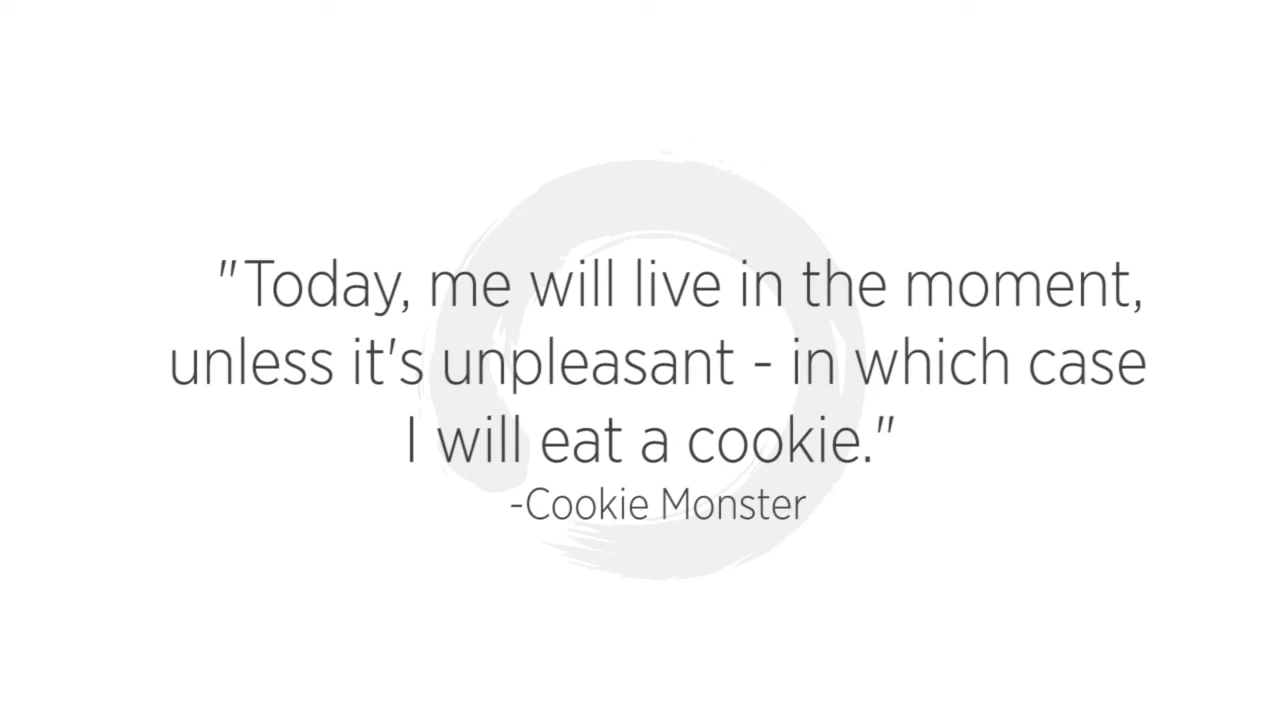 "Today, me will live in the moment,
unless it's unpleasant - in which case
I will eat a cookie."
-Cookie Monster